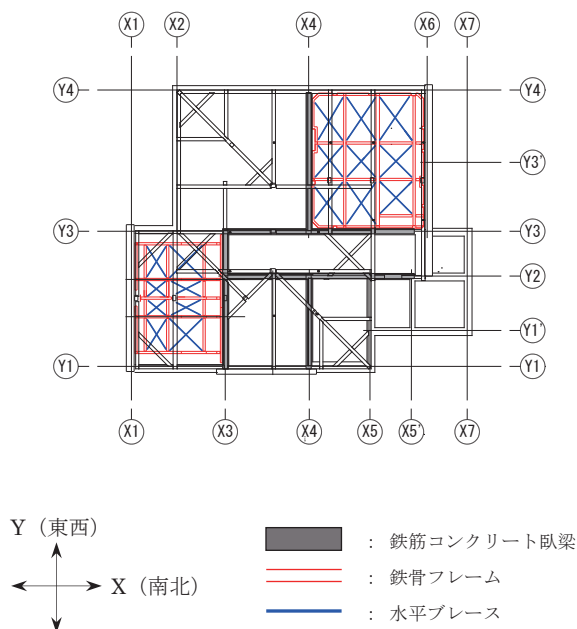 X1 X2 X4 X6 X7
Y4 Y4
Y3'
Y3 Y3
Y2
Y1'
Y1 Y1
X1 X3 X4 X5 X5' X7
Y（東西）
X（南北）
： 鉄筋コンクリート臥梁
： 鉄骨フレーム
： 水平ブレース